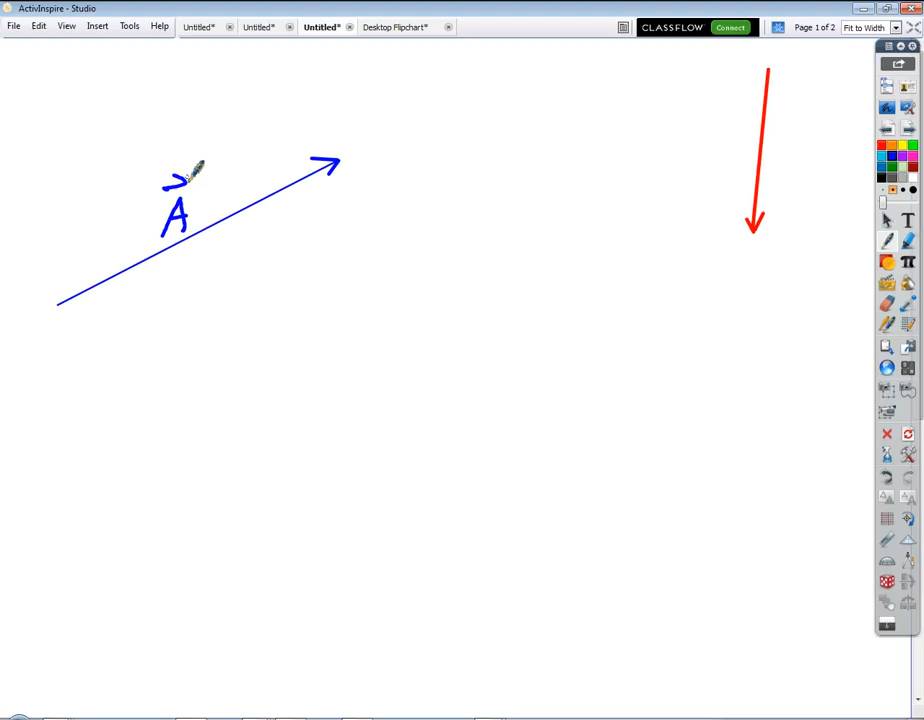 ActivInspire - Studio
File Edit View Insert Tools Help Untitled* Untitled* Untitled* Desktop Flipchart* CLASSFLOW Connect Page 1 of 2 Fit to Width
A
T